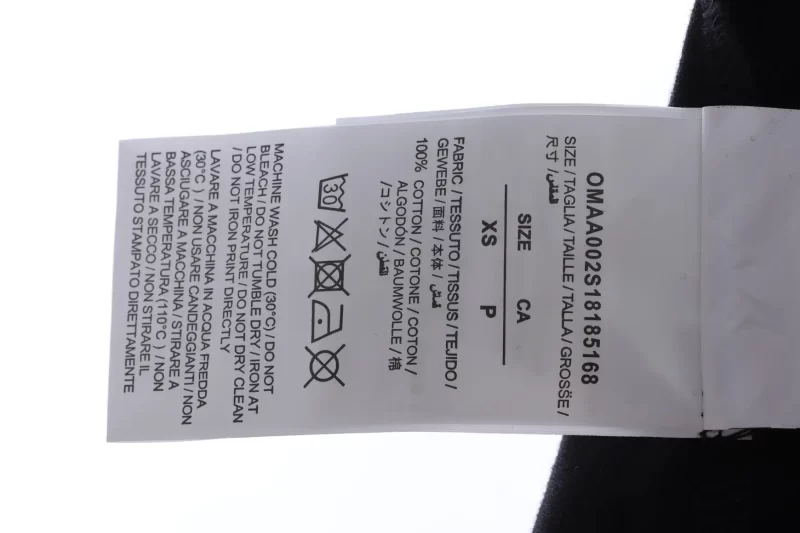 OMAA002S18185168
SIZE / TAGLIA / TAILLE / TALLA / GROSSE /
尺寸 / المقاس
SIZE CA
XS P
FABRIC / TESSUTO / TISSUS / TEJIDO /
GEWEBE / 面料 / 本体 / قماش
100% COTTON / COTONE / COTON /
ALGODÓN / BAUMWOLLE / 棉
/ コットン / القطن
30
MACHINE WASH COLD (30°C) / DO NOT
BLEACH / DO NOT TUMBLE DRY / IRON AT
LOW TEMPERATURE / DO NOT DRY CLEAN
/ DO NOT IRON PRINT DIRECTLY
LAVARE A MACCHINA IN ACQUA FREDDA
(30°C ) / NON USARE CANDEGGIANTI / NON
ASCIUGARE A MACCHINA / STIRARE A
BASSA TEMPERATURA (110°C ) / NON
LAVARE A SECCO / NON STIRARE IL
TESSUTO STAMPATO DIRETTAMENTE